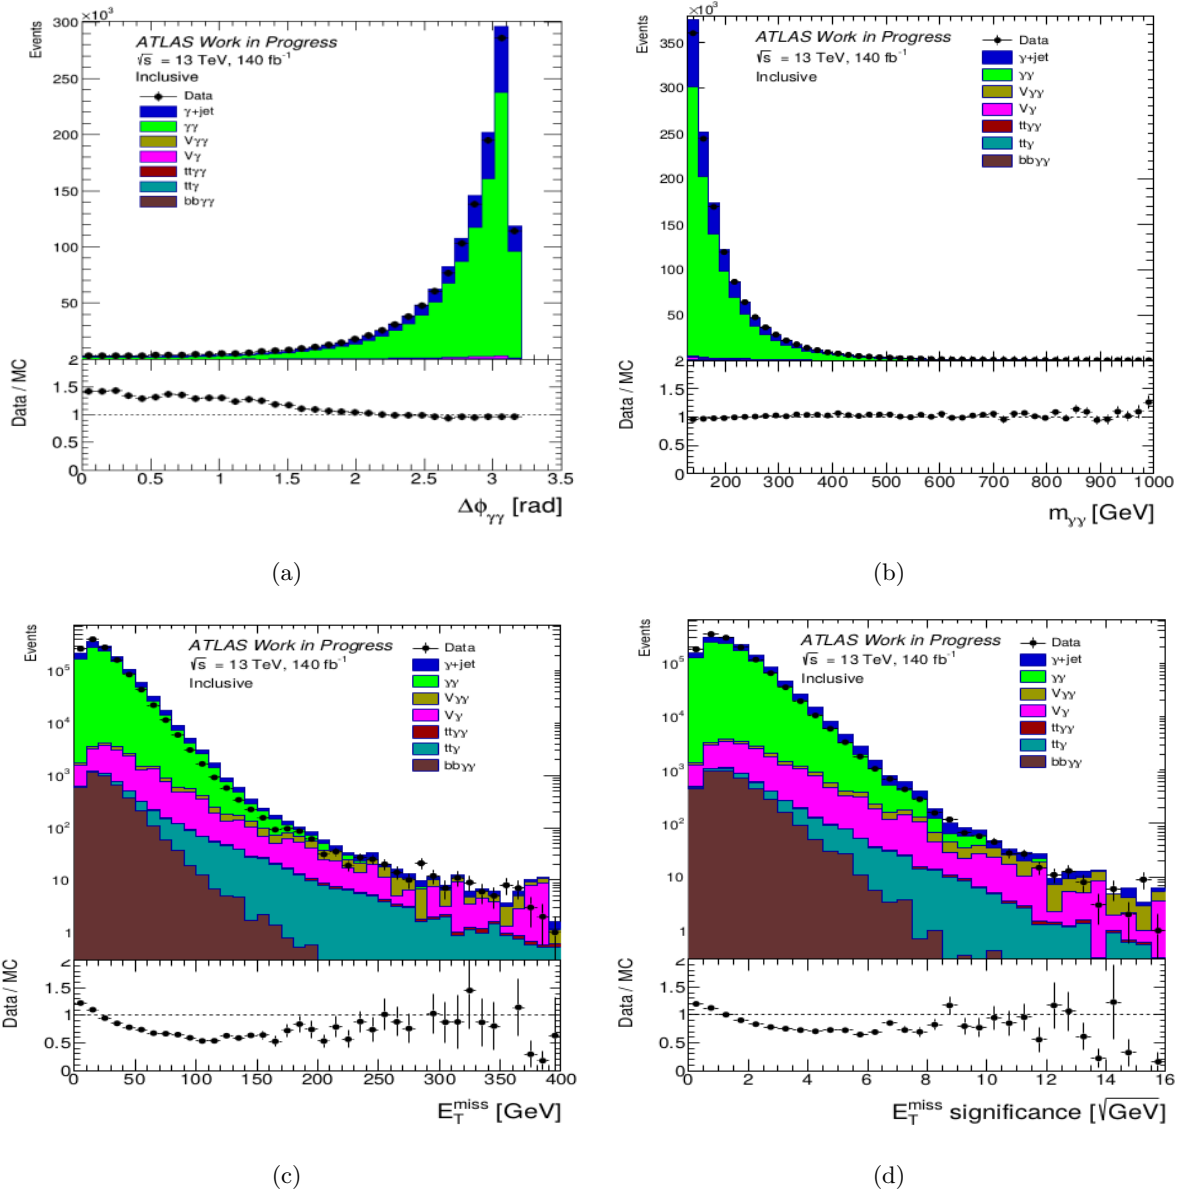 Events
300 ×10³
250
200
150
100
50
ATLAS Work in Progress
√s = 13 TeV, 140 fb⁻¹
Inclusive
Data
γ+jet
γγ
Vγγ
Vγ
ttγγ
ttγ
bbγγ
Data / MC
2
1.5
1
0.5
0
0 0.5 1 1.5 2 2.5 3 3.5
Δϕγγ [rad]
(a)
Events
×10³
350
300
250
200
150
100
50
ATLAS Work in Progress
√s = 13 TeV, 140 fb⁻¹
Inclusive
Data
γ+jet
γγ
Vγγ
Vγ
ttγγ
ttγ
bbγγ
Data / MC
2
1.5
1
0.5
0
200 300 400 500 600 700 800 900 1000
mγγ [GeV]
(b)
Events
10⁵
10⁴
10³
10²
10
1
ATLAS Work in Progress
√s = 13 TeV, 140 fb⁻¹
Inclusive
Data
γ+jet
γγ
Vγγ
Vγ
ttγγ
ttγ
bbγγ
Data / MC
2
1.5
1
0.5
0
0 50 100 150 200 250 300 350 400
E_T^miss [GeV]
(c)
Events
10⁵
10⁴
10³
10²
10
1
ATLAS Work in Progress
√s = 13 TeV, 140 fb⁻¹
Inclusive
Data
γ+jet
γγ
Vγγ
Vγ
ttγγ
ttγ
bbγγ
Data / MC
2
1.5
1
0.5
0
0 2 4 6 8 10 12 14 16
E_T^miss significance [√GeV]
(d)